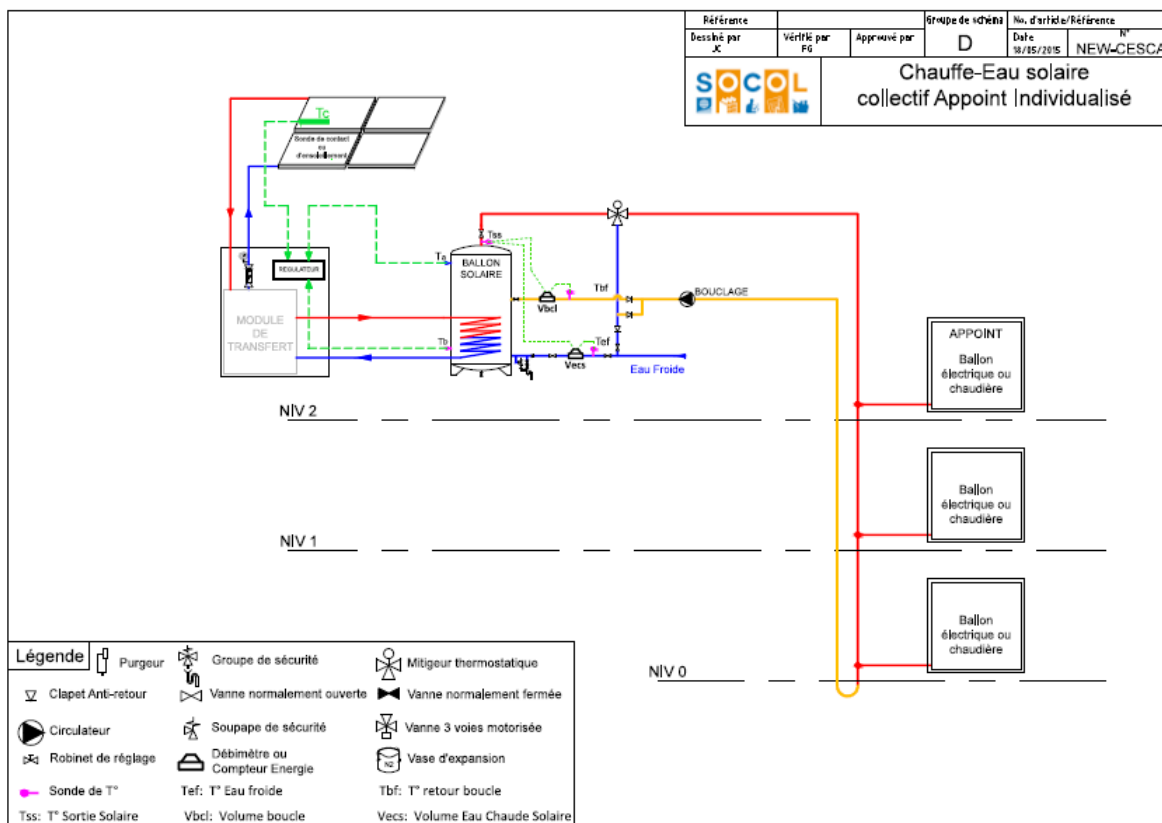 Référence
Groupe de schéma
No. d'article/Référence
Dessiné par
JC
Vérifié par
FG
Approuvé par
D
Date
18/05/2015
N°
NEW-CESCA
SOCOL
Chauffe-Eau solaire
collectif Appoint Individualisé
Tc
Sonde de contact
ou
d'ensoleillement
REGULATEUR
MODULE
DE
TRANSFERT
Ta
Tb
Tss
BALLON
SOLAIRE
Vbcl
Tbf
BOUCLAGE
Tef
Vecs
Eau Froide
APPOINT
Ballon
électrique ou
chaudière
NIV 2
Ballon
électrique ou
chaudière
NIV 1
Ballon
électrique ou
chaudière
NIV 0
Légende
Purgeur
Groupe de sécurité
Mitigeur thermostatique
Clapet Anti-retour
Vanne normalement ouverte
Vanne normalement fermée
Circulateur
Soupape de sécurité
Vanne 3 voies motorisée
Robinet de réglage
Débimètre ou
Compteur Energie
Vase d'expansion
Sonde de T°
Tef: T° Eau froide
Tbf: T° retour boucle
Tss: T° Sortie Solaire
Vbcl: Volume boucle
Vecs: Volume Eau Chaude Solaire